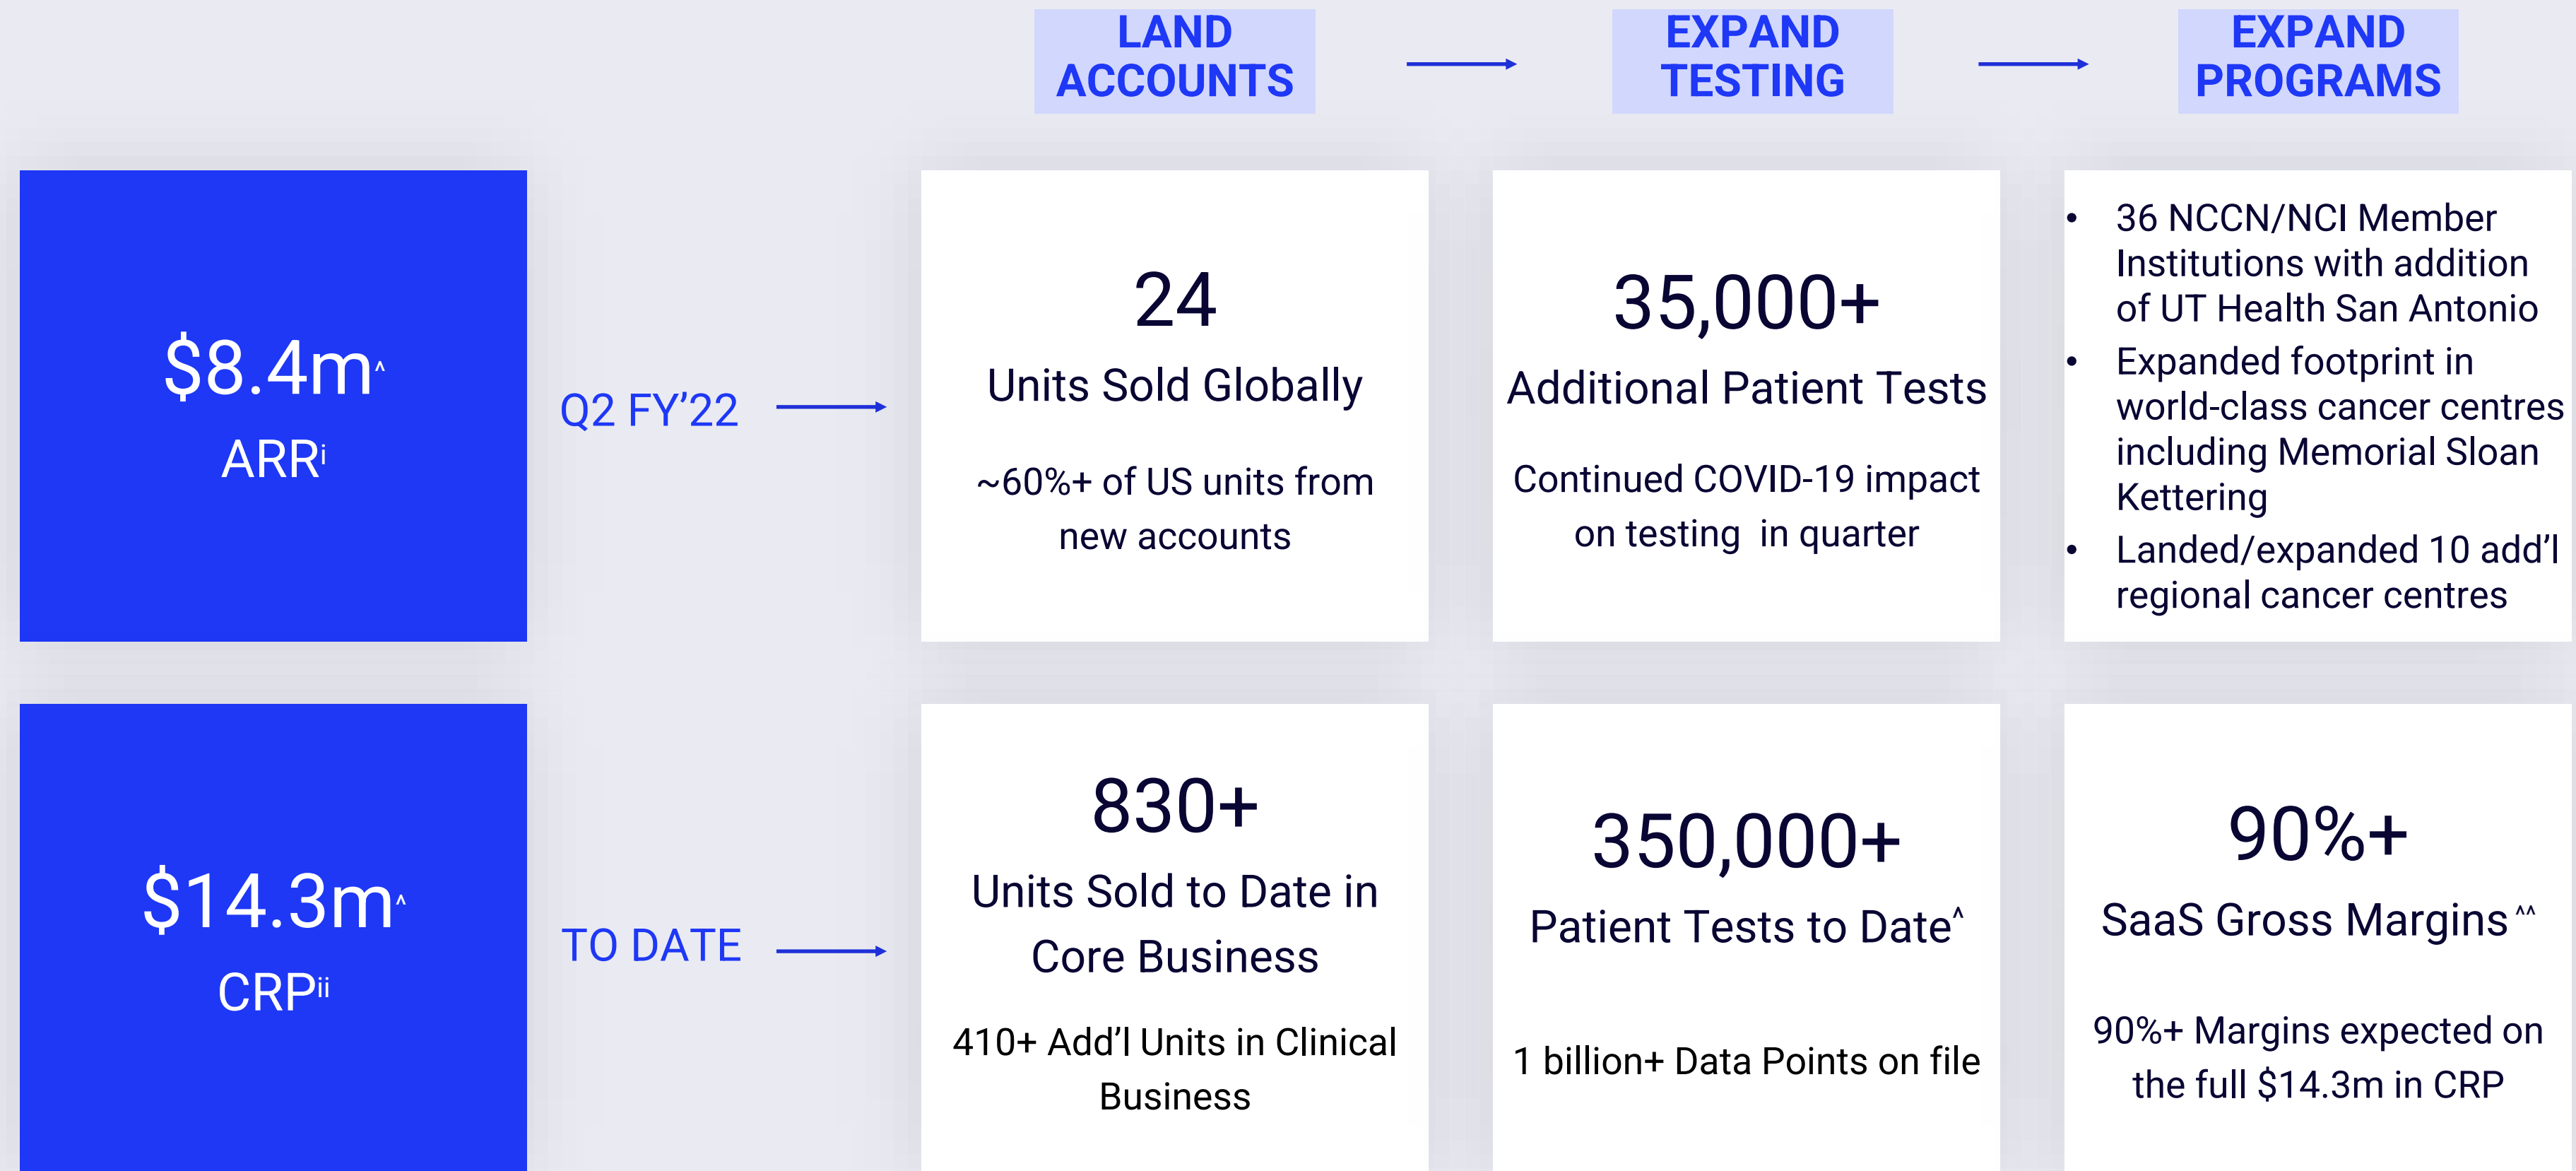 LAND
ACCOUNTS
EXPAND
TESTING
EXPAND
PROGRAMS
$8.4m^
ARRⁱ
Q2 FY’22
24
Units Sold Globally
~60%+ of US units from
new accounts
35,000+
Additional Patient Tests
Continued COVID-19 impact
on testing in quarter
• 36 NCCN/NCI Member
Institutions with addition
of UT Health San Antonio
• Expanded footprint in
world-class cancer centres
including Memorial Sloan
Kettering
• Landed/expanded 10 add’l
regional cancer centres
$14.3m^
CRPⁱⁱ
TO DATE
830+
Units Sold to Date in
Core Business
410+ Add’l Units in Clinical
Business
350,000+
Patient Tests to Date^
1 billion+ Data Points on file
90%+
SaaS Gross Margins ^^
90%+ Margins expected on
the full $14.3m in CRP